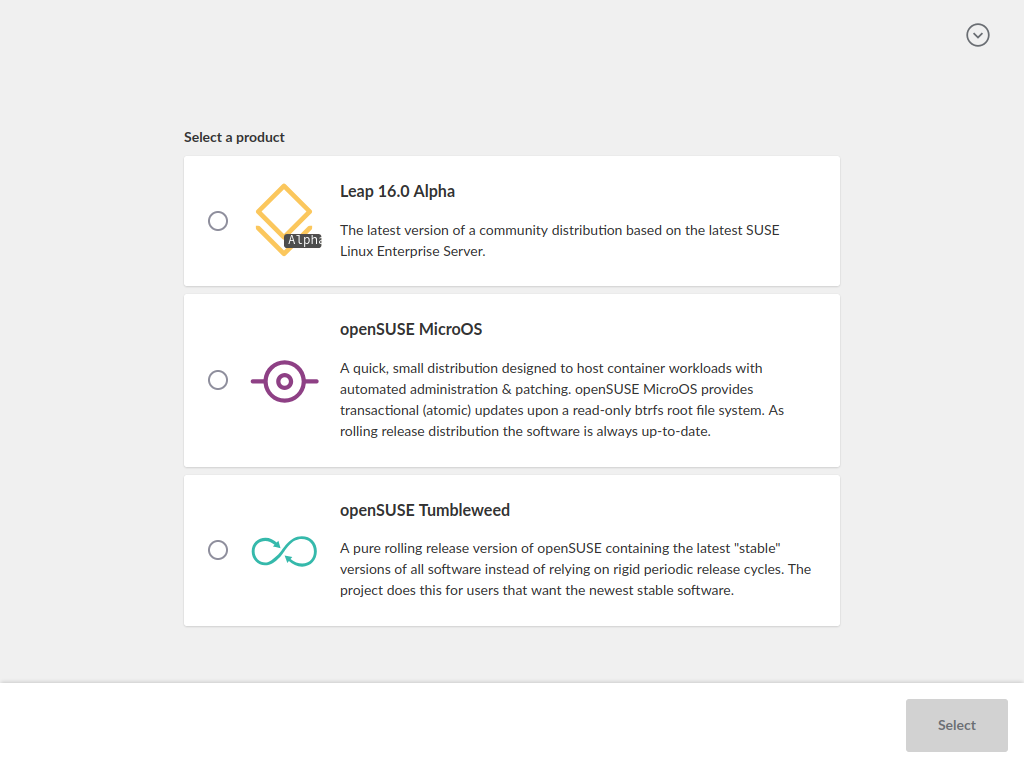 Select a product
Leap 16.0 Alpha
Alpha
The latest version of a community distribution based on the latest SUSE
Linux Enterprise Server.
openSUSE MicroOS
A quick, small distribution designed to host container workloads with
automated administration & patching. openSUSE MicroOS provides
transactional (atomic) updates upon a read-only btrfs root file system. As
rolling release distribution the software is always up-to-date.
openSUSE Tumbleweed
A pure rolling release version of openSUSE containing the latest "stable"
versions of all software instead of relying on rigid periodic release cycles. The
project does this for users that want the newest stable software.
Select